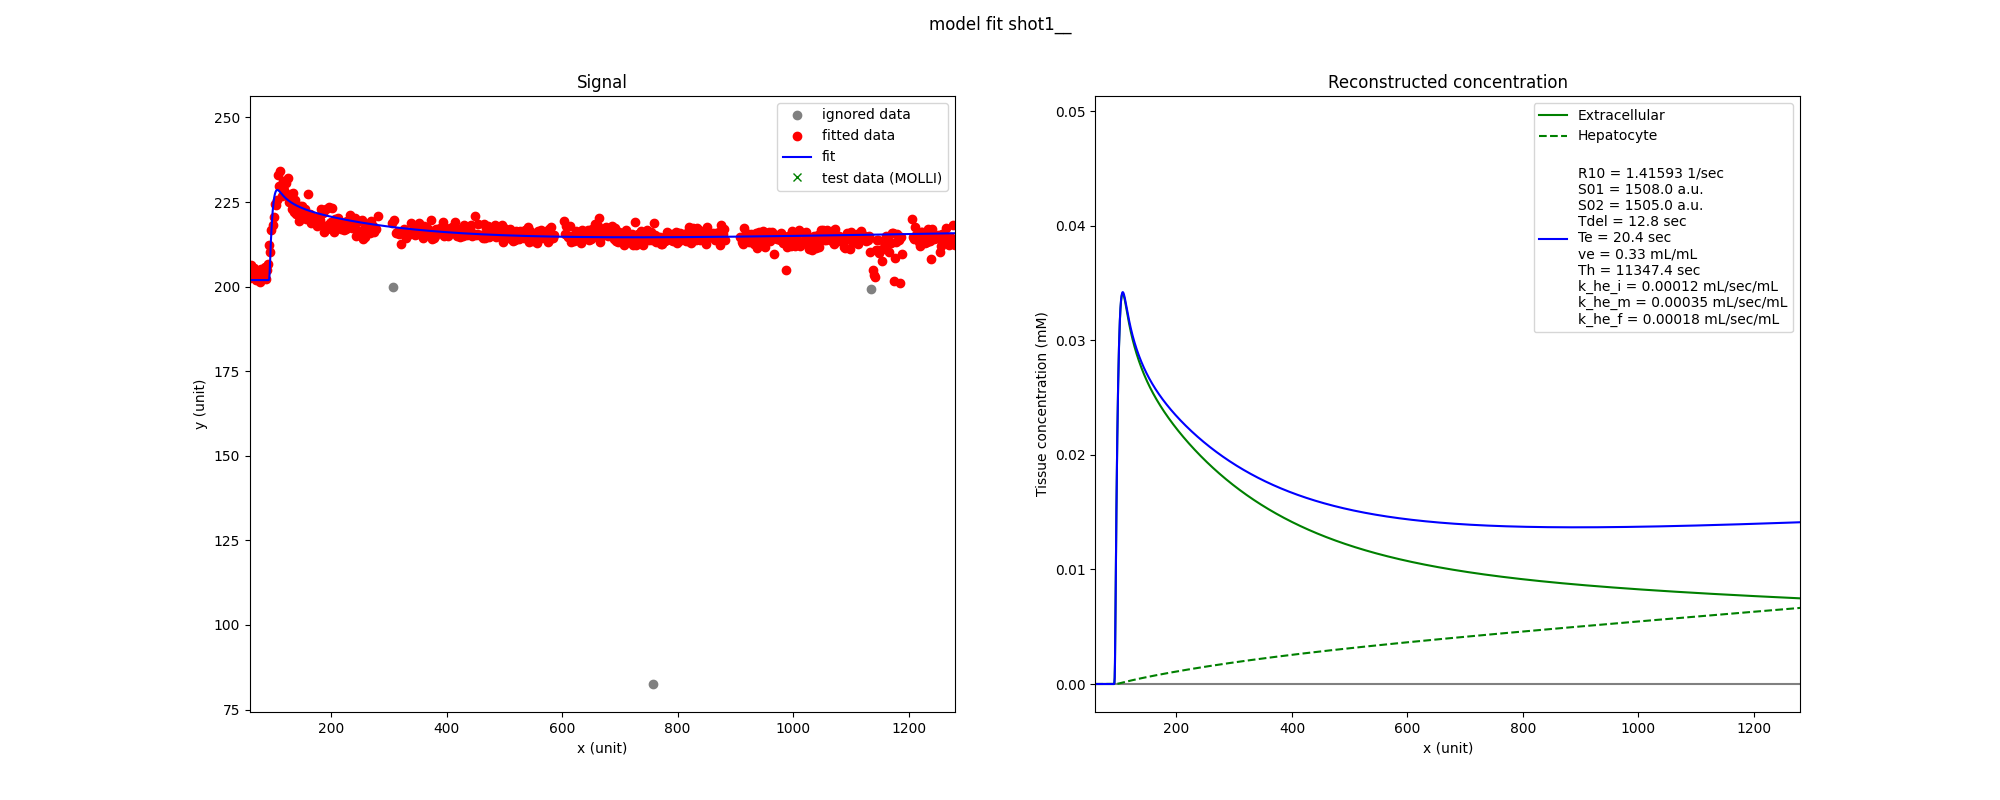 model fit shot1__
Signal
250
225
200
175
150
125
100
75
y (unit)
200
400
600
800
1000
1200
x (unit)
ignored data
fitted data
fit
test data (MOLLI)
Reconstructed concentration
0.05
0.04
0.03
0.02
0.01
0.00
Tissue concentration (mM)
200
400
600
800
1000
1200
x (unit)
Extracellular
Hepatocyte
R10 = 1.41593 1/sec
S01 = 1508.0 a.u.
S02 = 1505.0 a.u.
Tdel = 12.8 sec
Te = 20.4 sec
ve = 0.33 mL/mL
Th = 11347.4 sec
k_he_i = 0.00012 mL/sec/mL
k_he_m = 0.00035 mL/sec/mL
k_he_f = 0.00018 mL/sec/mL